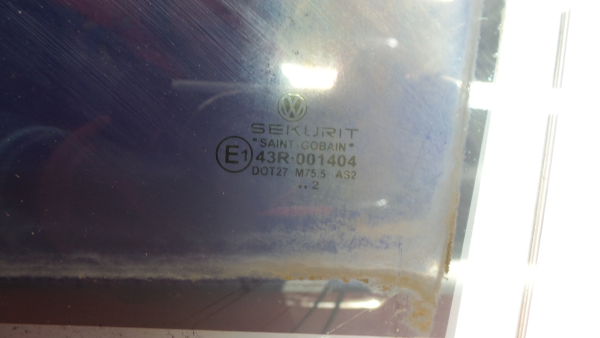 SEKURIT
"SAINT-GOBAIN"
E1 43R-001404
DOT27 M75.5 AS2
.. 2